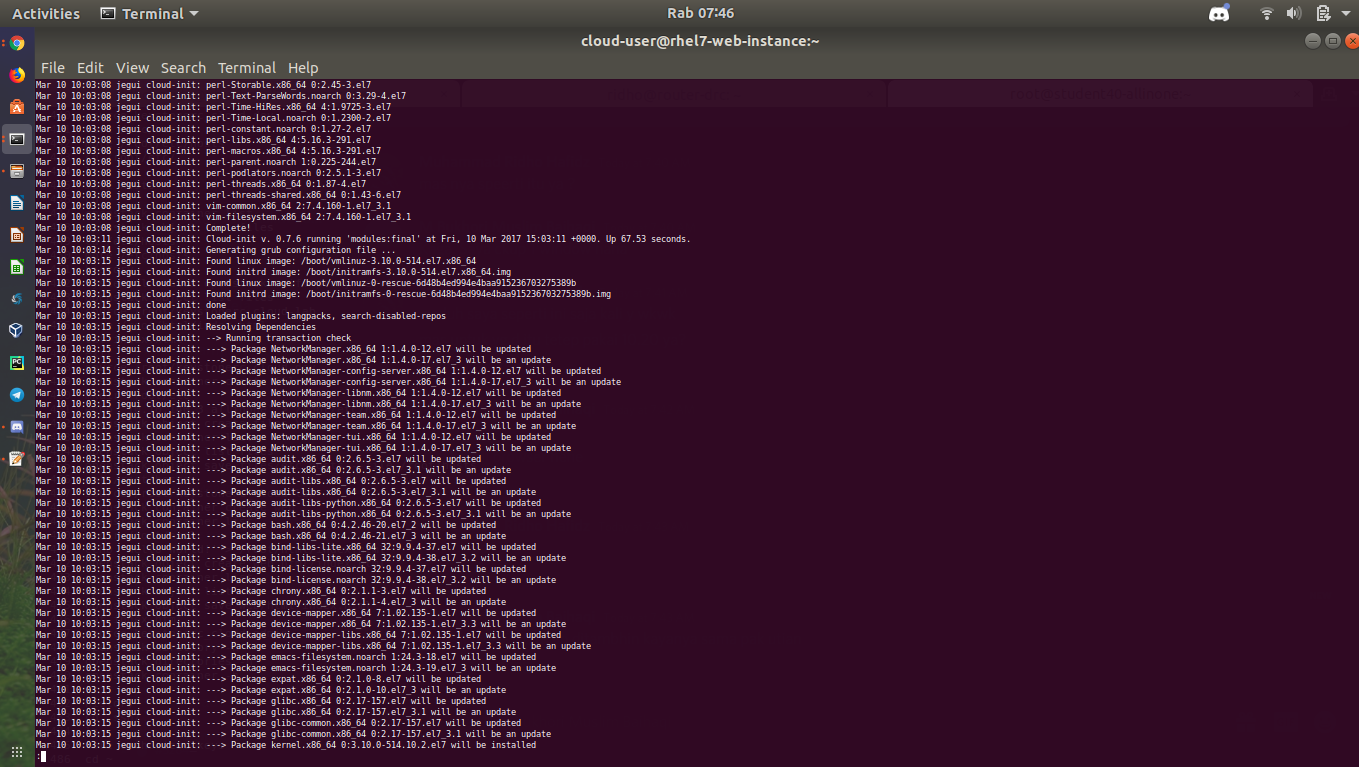 Activities Terminal Rab 07:46
cloud-user@rhel7-web-instance:~
File Edit View Search Terminal Help
Mar 10 10:03:08 jegui cloud-init: perl-Storable.x86_64 0:2.45-3.el7
Mar 10 10:03:08 jegui cloud-init: perl-Text-ParseWords.noarch 0:3.29-4.el7
Mar 10 10:03:08 jegui cloud-init: perl-Time-HiRes.x86_64 4:1.9725-3.el7
Mar 10 10:03:08 jegui cloud-init: perl-Time-Local.noarch 0:1.2300-2.el7
Mar 10 10:03:08 jegui cloud-init: perl-constant.noarch 0:1.27-2.el7
Mar 10 10:03:08 jegui cloud-init: perl-libs.x86_64 4:5.16.3-291.el7
Mar 10 10:03:08 jegui cloud-init: perl-macros.x86_64 4:5.16.3-291.el7
Mar 10 10:03:08 jegui cloud-init: perl-parent.noarch 1:0.225-244.el7
Mar 10 10:03:08 jegui cloud-init: perl-podlators.noarch 0:2.5.1-3.el7
Mar 10 10:03:08 jegui cloud-init: perl-threads.x86_64 0:1.87-4.el7
Mar 10 10:03:08 jegui cloud-init: perl-threads-shared.x86_64 0:1.43-6.el7
Mar 10 10:03:08 jegui cloud-init: vim-common.x86_64 2:7.4.160-1.el7_3.1
Mar 10 10:03:08 jegui cloud-init: vim-filesystem.x86_64 2:7.4.160-1.el7_3.1
Mar 10 10:03:08 jegui cloud-init: Complete!
Mar 10 10:03:11 jegui cloud-init: Cloud-init v. 0.7.6 running 'modules:final' at Fri, 10 Mar 2017 15:03:11 +0000. Up 67.53 seconds.
Mar 10 10:03:14 jegui cloud-init: Generating grub configuration file ...
Mar 10 10:03:15 jegui cloud-init: Found linux image: /boot/vmlinuz-3.10.0-514.el7.x86_64
Mar 10 10:03:15 jegui cloud-init: Found initrd image: /boot/initramfs-3.10.0-514.el7.x86_64.img
Mar 10 10:03:15 jegui cloud-init: Found linux image: /boot/vmlinuz-0-rescue-6d48b4ed994e4baa915236703275389b
Mar 10 10:03:15 jegui cloud-init: Found initrd image: /boot/initramfs-0-rescue-6d48b4ed994e4baa915236703275389b.img
Mar 10 10:03:15 jegui cloud-init: done
Mar 10 10:03:15 jegui cloud-init: Loaded plugins: langpacks, search-disabled-repos
Mar 10 10:03:15 jegui cloud-init: Resolving Dependencies
Mar 10 10:03:15 jegui cloud-init: --> Running transaction check
Mar 10 10:03:15 jegui cloud-init: ---> Package NetworkManager.x86_64 1:1.4.0-12.el7 will be updated
Mar 10 10:03:15 jegui cloud-init: ---> Package NetworkManager.x86_64 1:1.4.0-17.el7_3 will be an update
Mar 10 10:03:15 jegui cloud-init: ---> Package NetworkManager-config-server.x86_64 1:1.4.0-12.el7 will be updated
Mar 10 10:03:15 jegui cloud-init: ---> Package NetworkManager-config-server.x86_64 1:1.4.0-17.el7_3 will be an update
Mar 10 10:03:15 jegui cloud-init: ---> Package NetworkManager-libnm.x86_64 1:1.4.0-12.el7 will be updated
Mar 10 10:03:15 jegui cloud-init: ---> Package NetworkManager-libnm.x86_64 1:1.4.0-17.el7_3 will be an update
Mar 10 10:03:15 jegui cloud-init: ---> Package NetworkManager-team.x86_64 1:1.4.0-12.el7 will be updated
Mar 10 10:03:15 jegui cloud-init: ---> Package NetworkManager-team.x86_64 1:1.4.0-17.el7_3 will be an update
Mar 10 10:03:15 jegui cloud-init: ---> Package NetworkManager-tui.x86_64 1:1.4.0-12.el7 will be updated
Mar 10 10:03:15 jegui cloud-init: ---> Package NetworkManager-tui.x86_64 1:1.4.0-17.el7_3 will be an update
Mar 10 10:03:15 jegui cloud-init: ---> Package audit.x86_64 0:2.6.5-3.el7 will be updated
Mar 10 10:03:15 jegui cloud-init: ---> Package audit.x86_64 0:2.6.5-3.el7_3.1 will be an update
Mar 10 10:03:15 jegui cloud-init: ---> Package audit-libs.x86_64 0:2.6.5-3.el7 will be updated
Mar 10 10:03:15 jegui cloud-init: ---> Package audit-libs.x86_64 0:2.6.5-3.el7_3.1 will be an update
Mar 10 10:03:15 jegui cloud-init: ---> Package audit-libs-python.x86_64 0:2.6.5-3.el7 will be updated
Mar 10 10:03:15 jegui cloud-init: ---> Package audit-libs-python.x86_64 0:2.6.5-3.el7_3.1 will be an update
Mar 10 10:03:15 jegui cloud-init: ---> Package bash.x86_64 0:4.2.46-20.el7_2 will be updated
Mar 10 10:03:15 jegui cloud-init: ---> Package bash.x86_64 0:4.2.46-21.el7_3 will be an update
Mar 10 10:03:15 jegui cloud-init: ---> Package bind-libs-lite.x86_64 32:9.9.4-37.el7 will be updated
Mar 10 10:03:15 jegui cloud-init: ---> Package bind-libs-lite.x86_64 32:9.9.4-38.el7_3.2 will be an update
Mar 10 10:03:15 jegui cloud-init: ---> Package bind-license.noarch 32:9.9.4-37.el7 will be updated
Mar 10 10:03:15 jegui cloud-init: ---> Package bind-license.noarch 32:9.9.4-38.el7_3.2 will be an update
Mar 10 10:03:15 jegui cloud-init: ---> Package chrony.x86_64 0:2.1.1-3.el7 will be updated
Mar 10 10:03:15 jegui cloud-init: ---> Package chrony.x86_64 0:2.1.1-4.el7_3 will be an update
Mar 10 10:03:15 jegui cloud-init: ---> Package device-mapper.x86_64 7:1.02.135-1.el7 will be updated
Mar 10 10:03:15 jegui cloud-init: ---> Package device-mapper.x86_64 7:1.02.135-1.el7_3.3 will be an update
Mar 10 10:03:15 jegui cloud-init: ---> Package device-mapper-libs.x86_64 7:1.02.135-1.el7 will be updated
Mar 10 10:03:15 jegui cloud-init: ---> Package device-mapper-libs.x86_64 7:1.02.135-1.el7_3.3 will be an update
Mar 10 10:03:15 jegui cloud-init: ---> Package emacs-filesystem.noarch 1:24.3-18.el7 will be updated
Mar 10 10:03:15 jegui cloud-init: ---> Package emacs-filesystem.noarch 1:24.3-19.el7_3 will be an update
Mar 10 10:03:15 jegui cloud-init: ---> Package expat.x86_64 0:2.1.0-8.el7 will be updated
Mar 10 10:03:15 jegui cloud-init: ---> Package expat.x86_64 0:2.1.0-10.el7_3 will be an update
Mar 10 10:03:15 jegui cloud-init: ---> Package glibc.x86_64 0:2.17-157.el7 will be updated
Mar 10 10:03:15 jegui cloud-init: ---> Package glibc.x86_64 0:2.17-157.el7_3.1 will be an update
Mar 10 10:03:15 jegui cloud-init: ---> Package glibc-common.x86_64 0:2.17-157.el7 will be updated
Mar 10 10:03:15 jegui cloud-init: ---> Package glibc-common.x86_64 0:2.17-157.el7_3.1 will be an update
Mar 10 10:03:15 jegui cloud-init: ---> Package kernel.x86_64 0:3.10.0-514.10.2.el7 will be installed
: